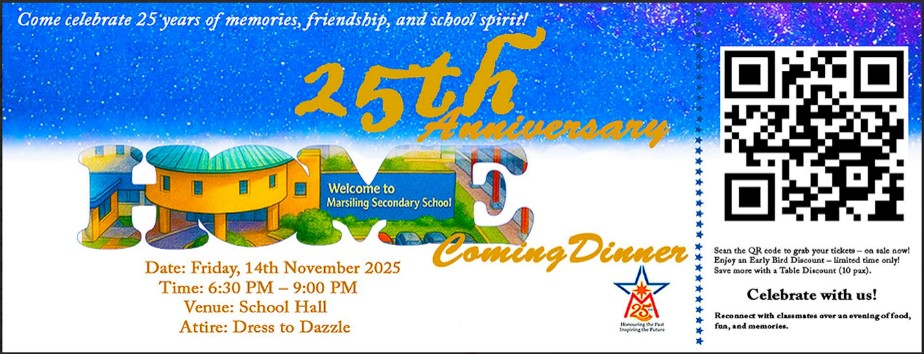 Come celebrate 25 years of memories, friendship, and school spirit!
25th
Anniversary
HOME
Welcome to
Marsiling Secondary School
Coming Dinner
Date: Friday, 14th November 2025
Time: 6:30 PM – 9:00 PM
Venue: School Hall
Attire: Dress to Dazzle
25th
Honouring the Past
Inspiring the Future
Scan the QR code to grab your tickets – on sale now!
Enjoy an Early Bird Discount – limited time only!
Save more with a Table Discount (10 pax).
Celebrate with us!
Reconnect with classmates over an evening of food,
fun, and memories.